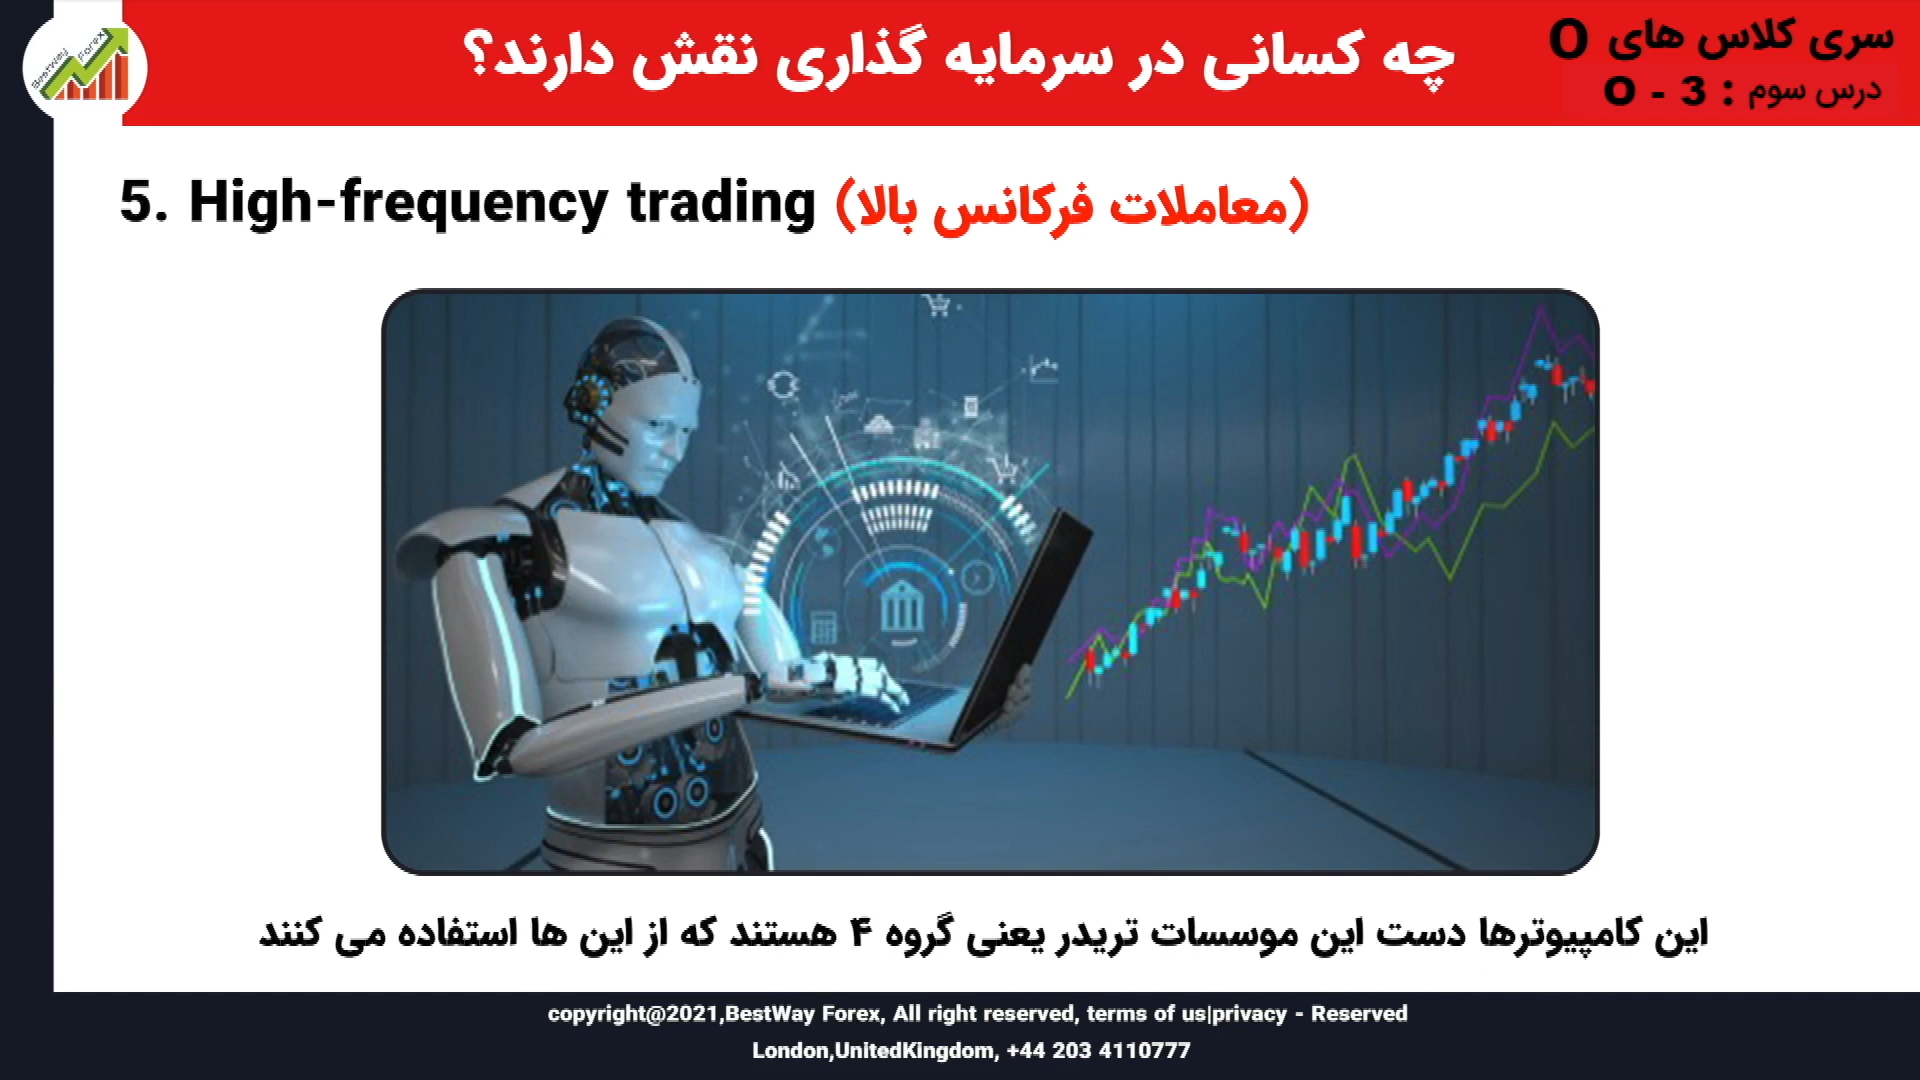 BestWay Forex
چه کسانی در سرمایه گذاری نقش دارند؟
سری کلاس های O
درس سوم : O - 3
5. High-frequency trading (معاملات فرکانس بالا)
این کامپیوترها دست این موسسات تریدر یعنی گروه ۴ هستند که از این ها استفاده می کنند
copyright@2021,BestWay Forex, All right reserved, terms of us|privacy - Reserved
London,UnitedKingdom, +44 203 4110777